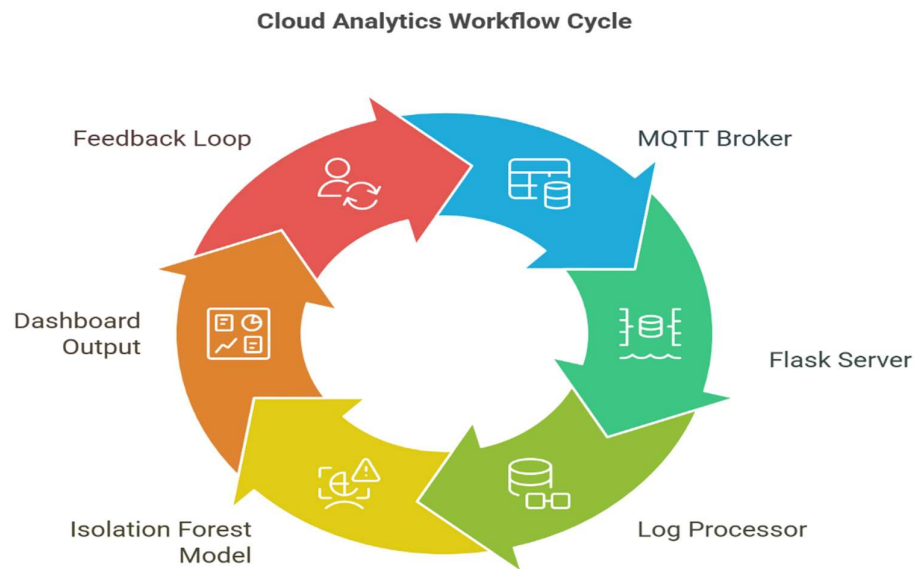 Cloud Analytics Workflow Cycle
Feedback Loop
MQTT Broker
Dashboard
Output
Flask Server
Isolation Forest
Model
Log Processor